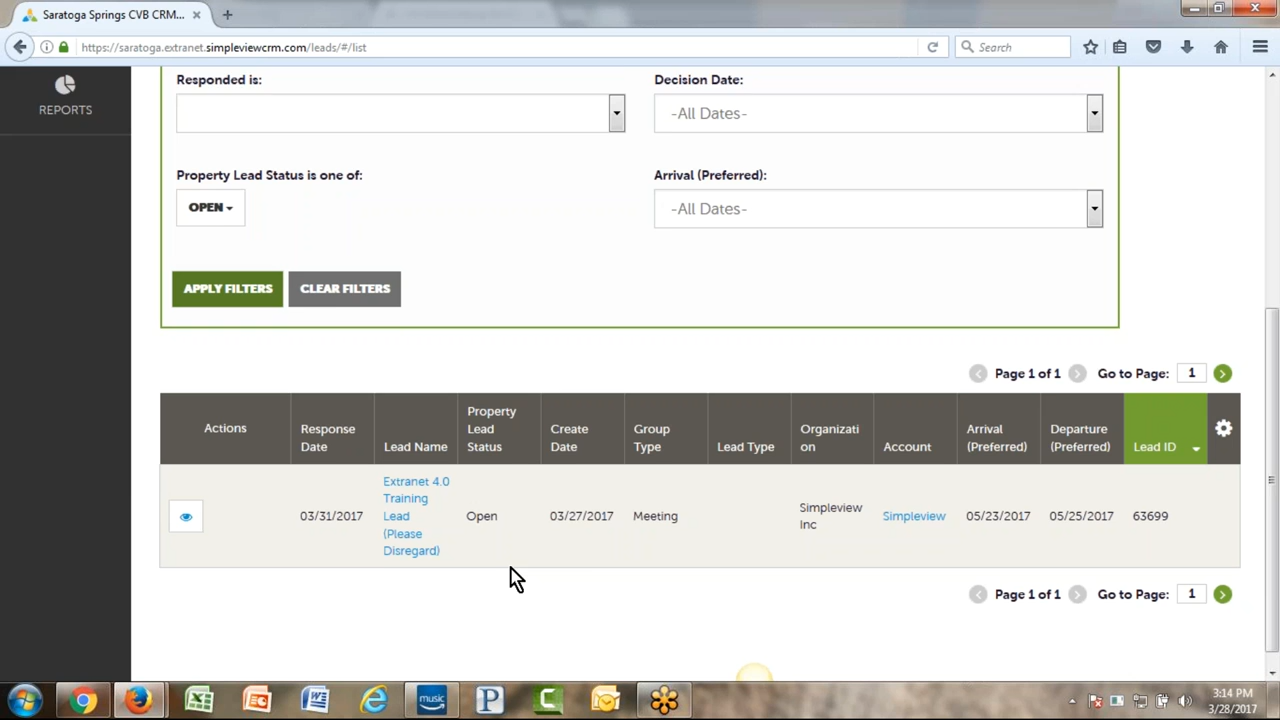 Saratoga Springs CVB CRM...
https://saratoga.extranet.simpleviewcrm.com/leads/#/list
Search
REPORTS
Responded is:
Decision Date:
-All Dates-
Property Lead Status is one of:
Arrival (Preferred):
OPEN
-All Dates-
APPLY FILTERS
CLEAR FILTERS
Page 1 of 1
Go to Page:
1
Actions
Response
Date
Lead Name
Property
Lead
Status
Create
Date
Group
Type
Lead Type
Organizati
on
Account
Arrival
(Preferred)
Departure
(Preferred)
Lead ID
03/31/2017
Extranet 4.0
Training
Lead
(Please
Disregard)
Open
03/27/2017
Meeting
Simpleview
Inc
Simpleview
05/23/2017
05/25/2017
63699
Page 1 of 1
Go to Page:
1
music
3:14 PM
3/28/2017